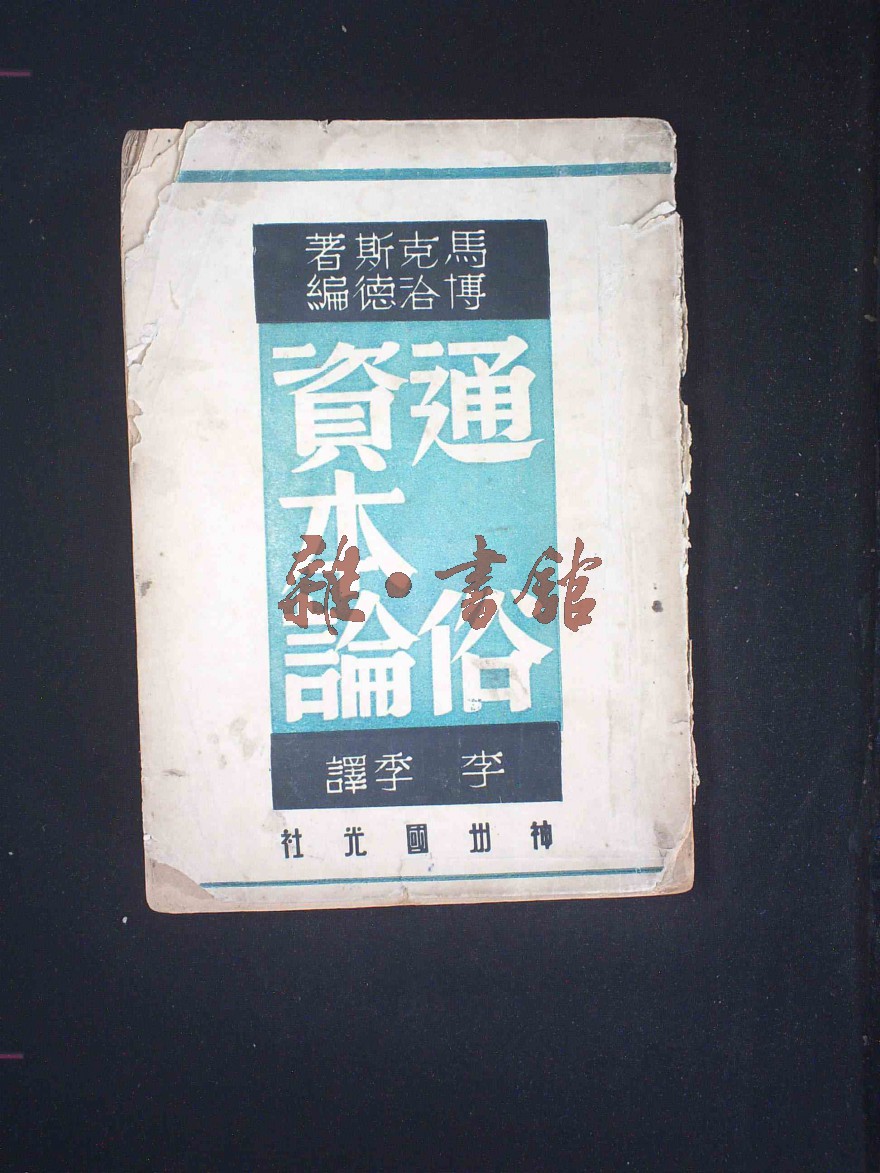 馬克斯著
博洽德編
通俗
資本論
李季譯
神州國光社
雜·書館